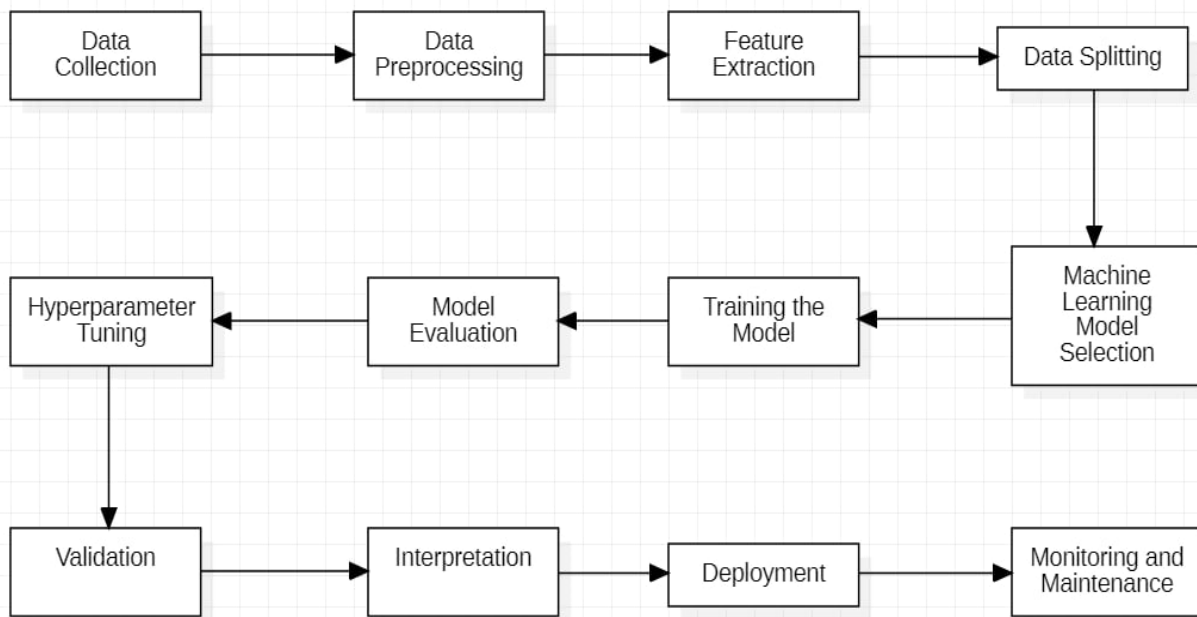 Data
Collection
Data
Preprocessing
Feature
Extraction
Data Splitting
Machine
Learning
Model
Selection
Training the
Model
Model
Evaluation
Hyperparameter
Tuning
Validation
Interpretation
Deployment
Monitoring and
Maintenance